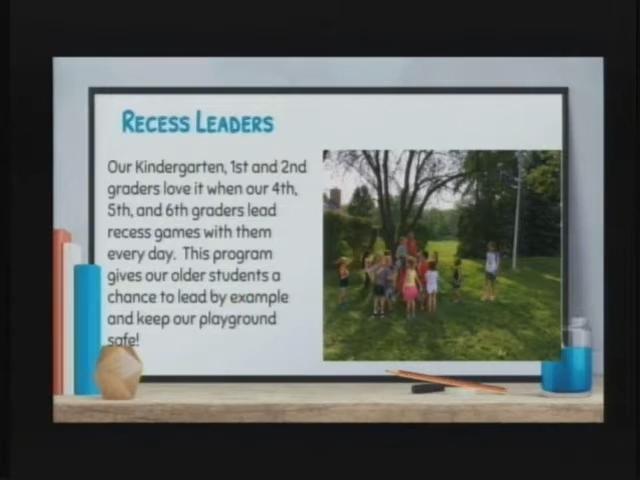 RECESS LEADERS
Our Kindergarten, 1st and 2nd
graders love it when our 4th,
5th, and 6th graders lead
recess games with them
every day. This program
gives our older students a
chance to lead by example
and keep our playground
safe!